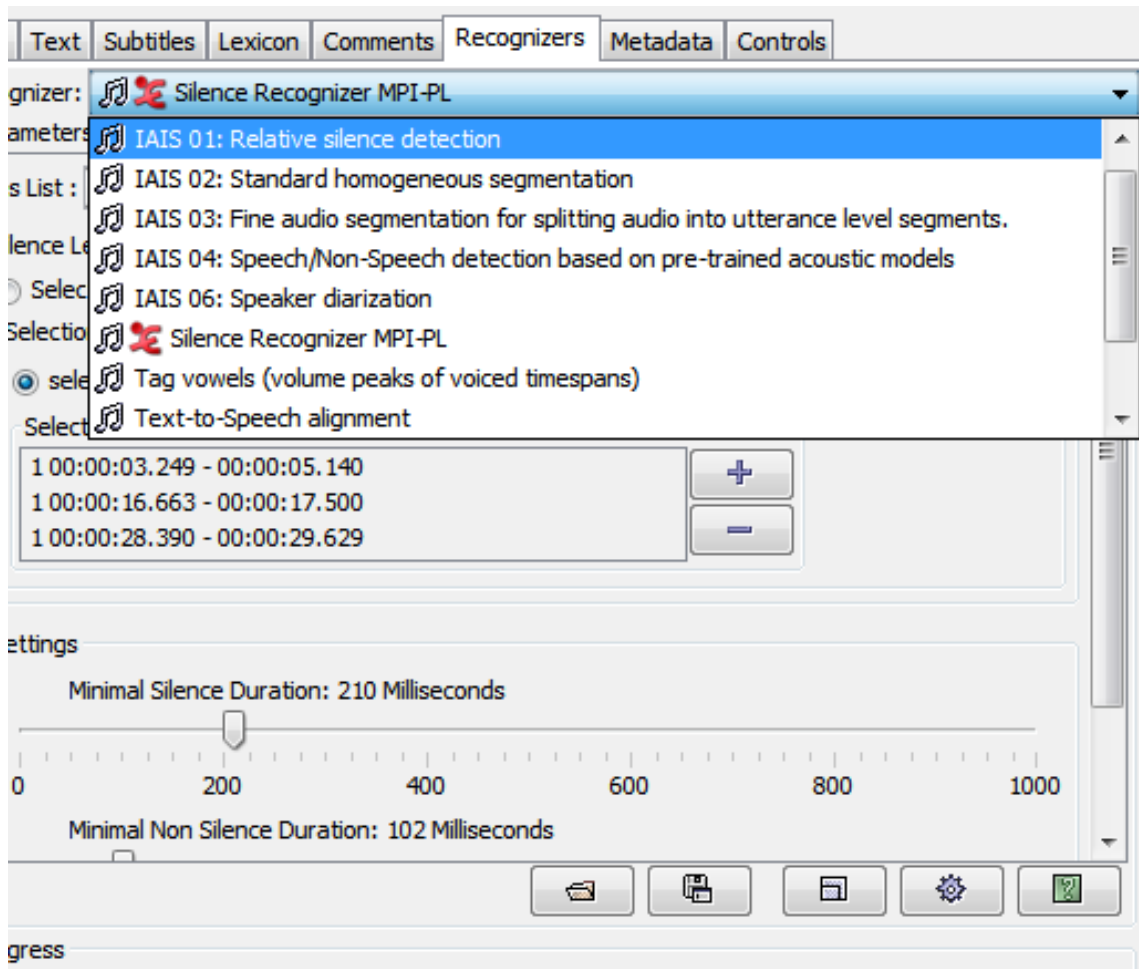 Text Subtitles Lexicon Comments Recognizers Metadata Controls
gnizer: Silence Recognizer MPI-PL
ameters
IAIS 01: Relative silence detection
IAIS 02: Standard homogeneous segmentation
s List :
IAIS 03: Fine audio segmentation for splitting audio into utterance level segments.
lence Le
IAIS 04: Speech/Non-Speech detection based on pre-trained acoustic models
Selec
IAIS 06: Speaker diarization
Selectio
Silence Recognizer MPI-PL
sele
Tag vowels (volume peaks of voiced timespans)
Select
Text-to-Speech alignment
1 00:00:03.249 - 00:00:05.140
1 00:00:16.663 - 00:00:17.500
1 00:00:28.390 - 00:00:29.629
ettings
Minimal Silence Duration: 210 Milliseconds
0 200 400 600 800 1000
Minimal Non Silence Duration: 102 Milliseconds
gress